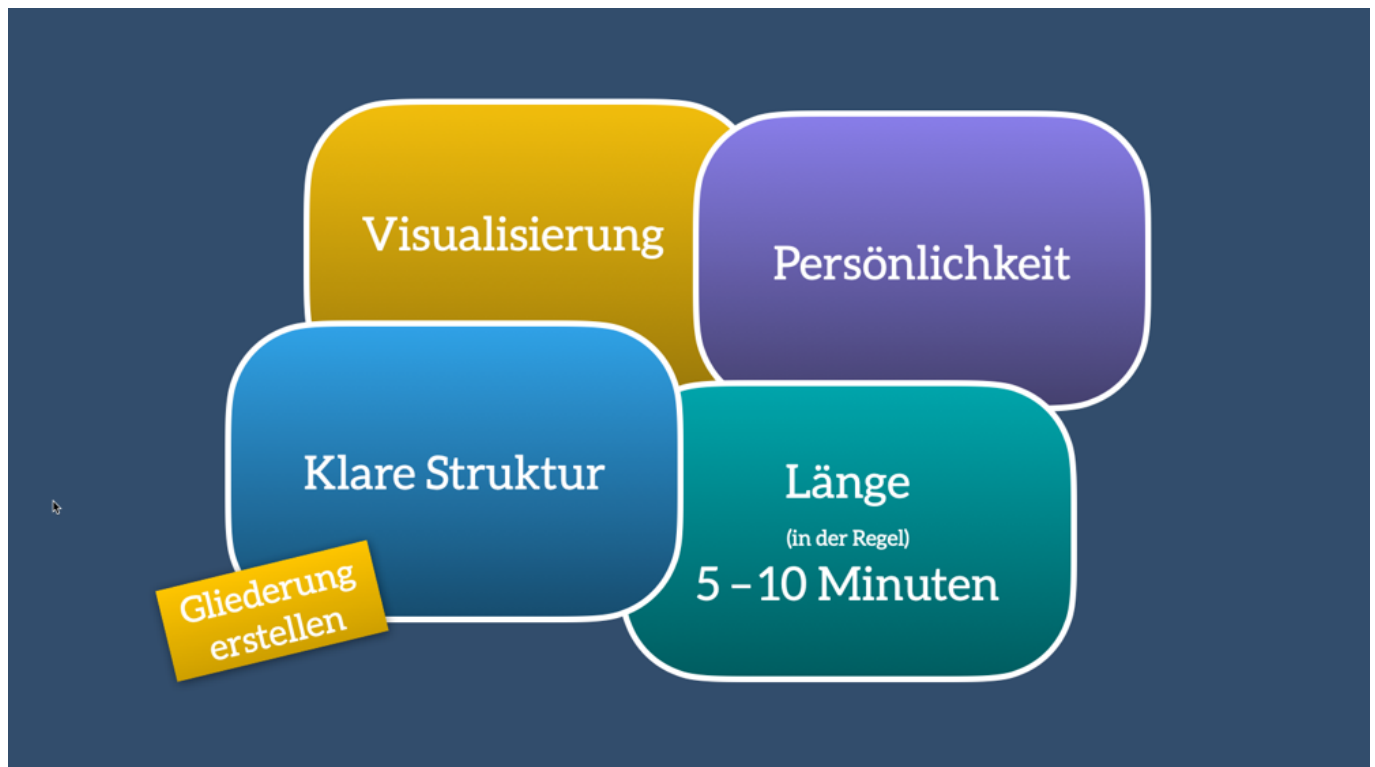 Visualisierung
Persönlichkeit
Klare Struktur
Länge
(in der Regel)
5 – 10 Minuten
Gliederung
erstellen